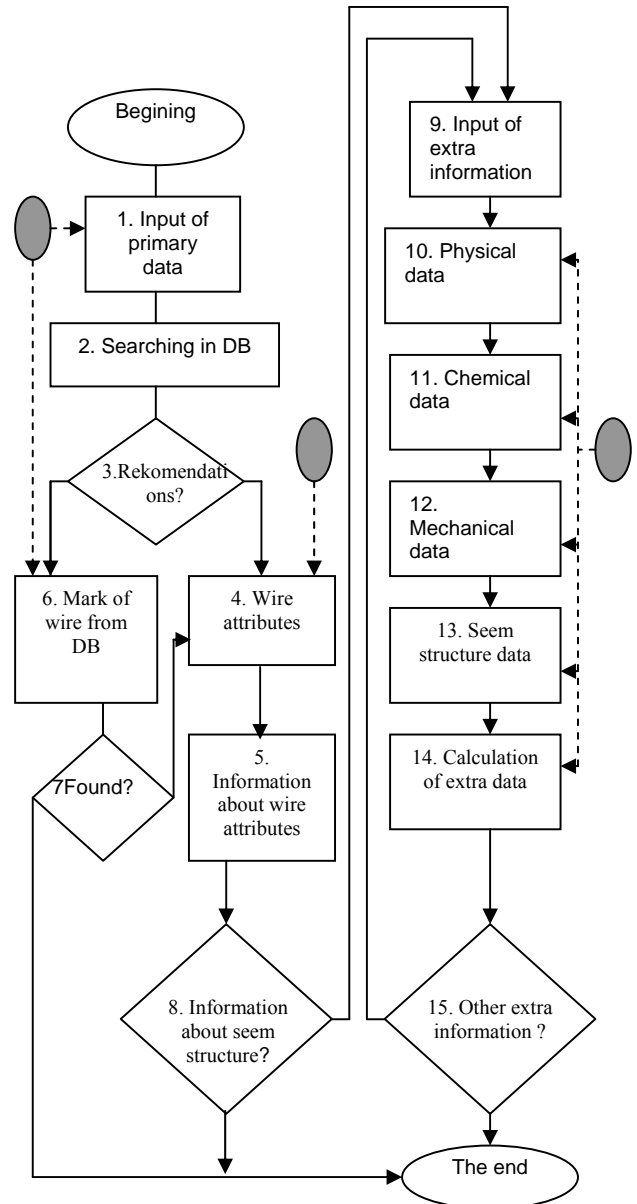 Begining
1. Input of
primary
data
2. Searching in DB
3.Rekomendati
ons?
6. Mark of
wire from
DB
4. Wire
attributes
7Found?
5.
Information
about wire
attributes
8. Information
about seem
structure?
9. Input of
extra
information
10. Physical
data
11. Chemical
data
12.
Mechanical
data
13. Seem
structure data
14. Calculation
of extra data
15. Other extra
information ?
The end